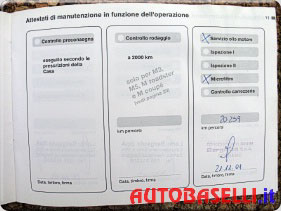 Attestati di manutenzione in funzione dell'operazione
Controllo preconsegna
eseguito secondo le
prescrizioni della
Casa
Data, timbro, firma
Controllo rodaggio
a 2000 km
solo per M3,
M5, M roadster
e M coupé
km percorsi
Data, timbro, firma
Servizio olio motore
Ispezione I
Ispezione II
Microfiltro
Controllo carrozzeria
km percorsi
Data, timbro, firma
AUTOBASELLI.it